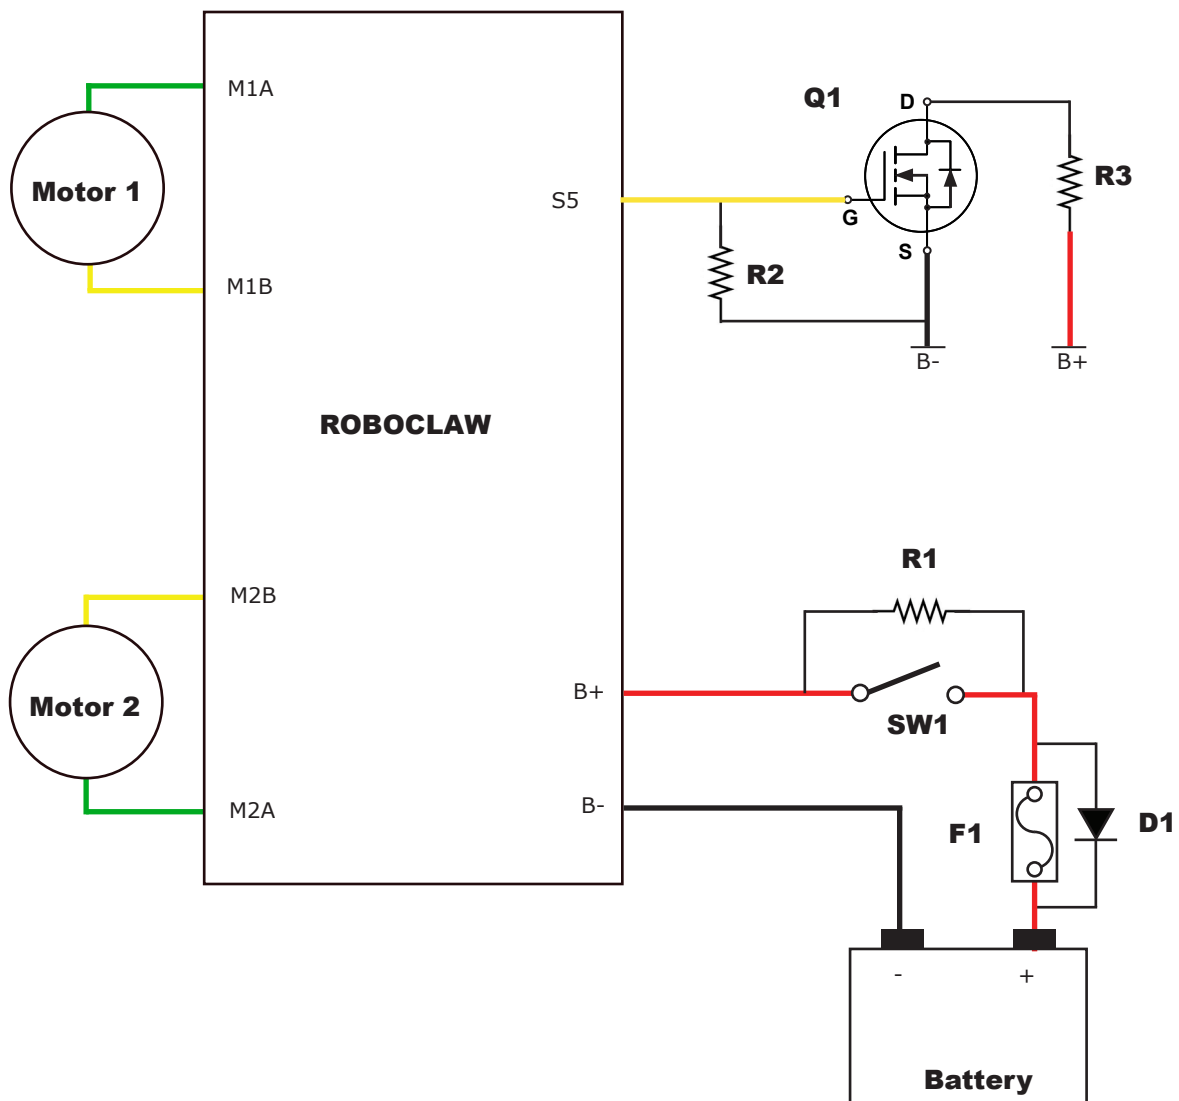 M1A
Motor 1
M1B
S5
Q1
D
G
S
R3
R2
B-
B+
ROBOCLAW
M2B
Motor 2
M2A
B+
B-
R1
SW1
F1
D1
-
+
Battery